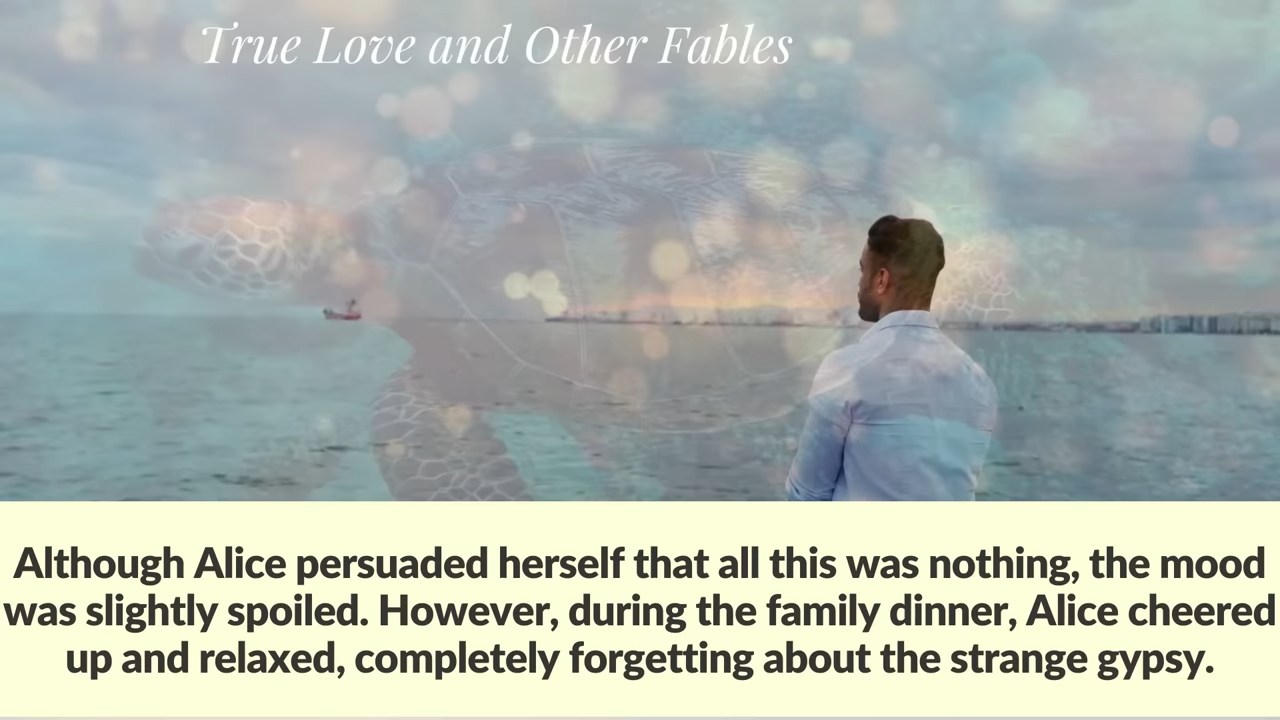 True Love and Other Fables
Although Alice persuaded herself that all this was nothing, the mood
was slightly spoiled. However, during the family dinner, Alice cheered
up and relaxed, completely forgetting about the strange gypsy.